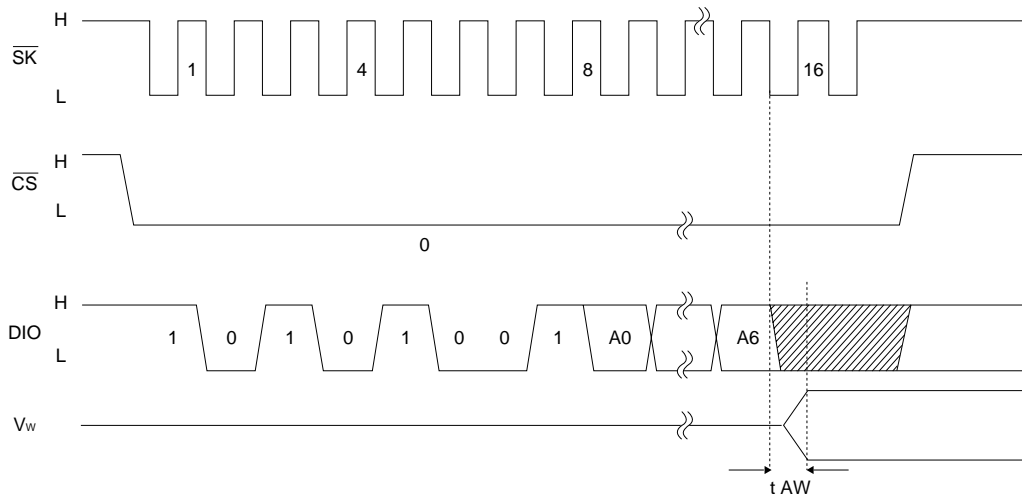 H
SK
1 4 8 16
L
H
CS
L
0
H
DIO
1 0 1 0 1 0 0 1 A0 A6
L
Vw
t AW